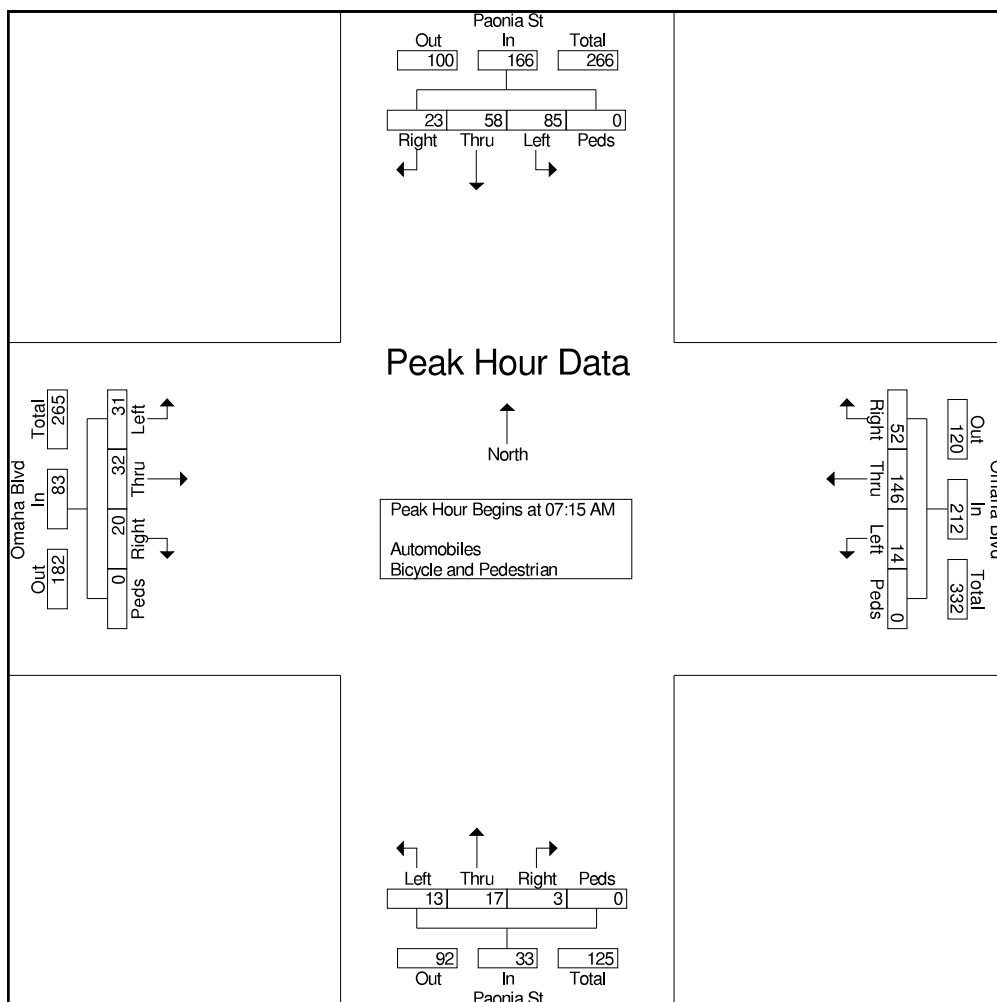 Paonia St
Out In Total
100 166 266
23 58 85 0
Right Thru Left Peds
Peak Hour Data
North
Peak Hour Begins at 07:15 AM
Automobiles
Bicycle and Pedestrian
Omaha Blvd
Total In Out
265 83 182
31 32 20 0
Left Thru Right Peds
Omaha Blvd
Out In Total
120 212 332
52 146 14 0
Right Thru Left Peds
Left Thru Right Peds
13 17 3 0
92 33 125
Out In Total
Paonia St